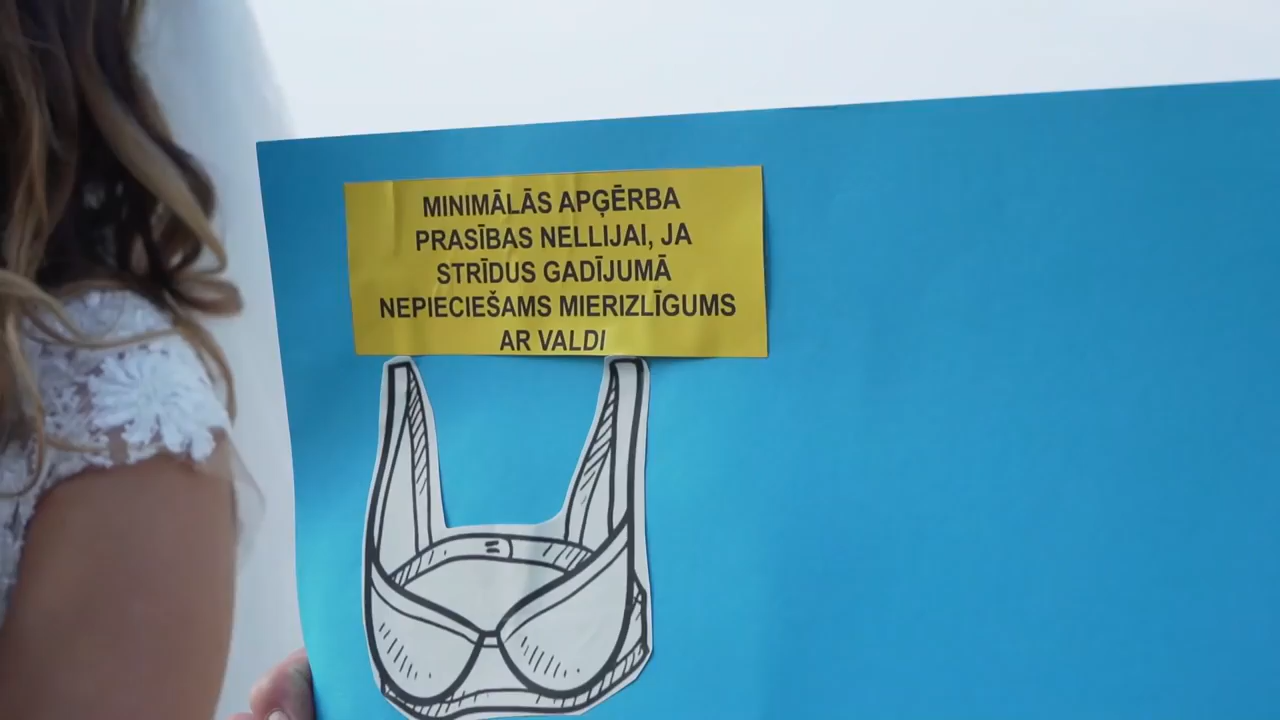 MINIMĀLĀS APĢĒRBA
PRASĪBAS NELLIJAI, JA
STRĪDUS GADĪJUMĀ
NEPIECIEŠAMS MIERIZLĪGUMS
AR VALDI